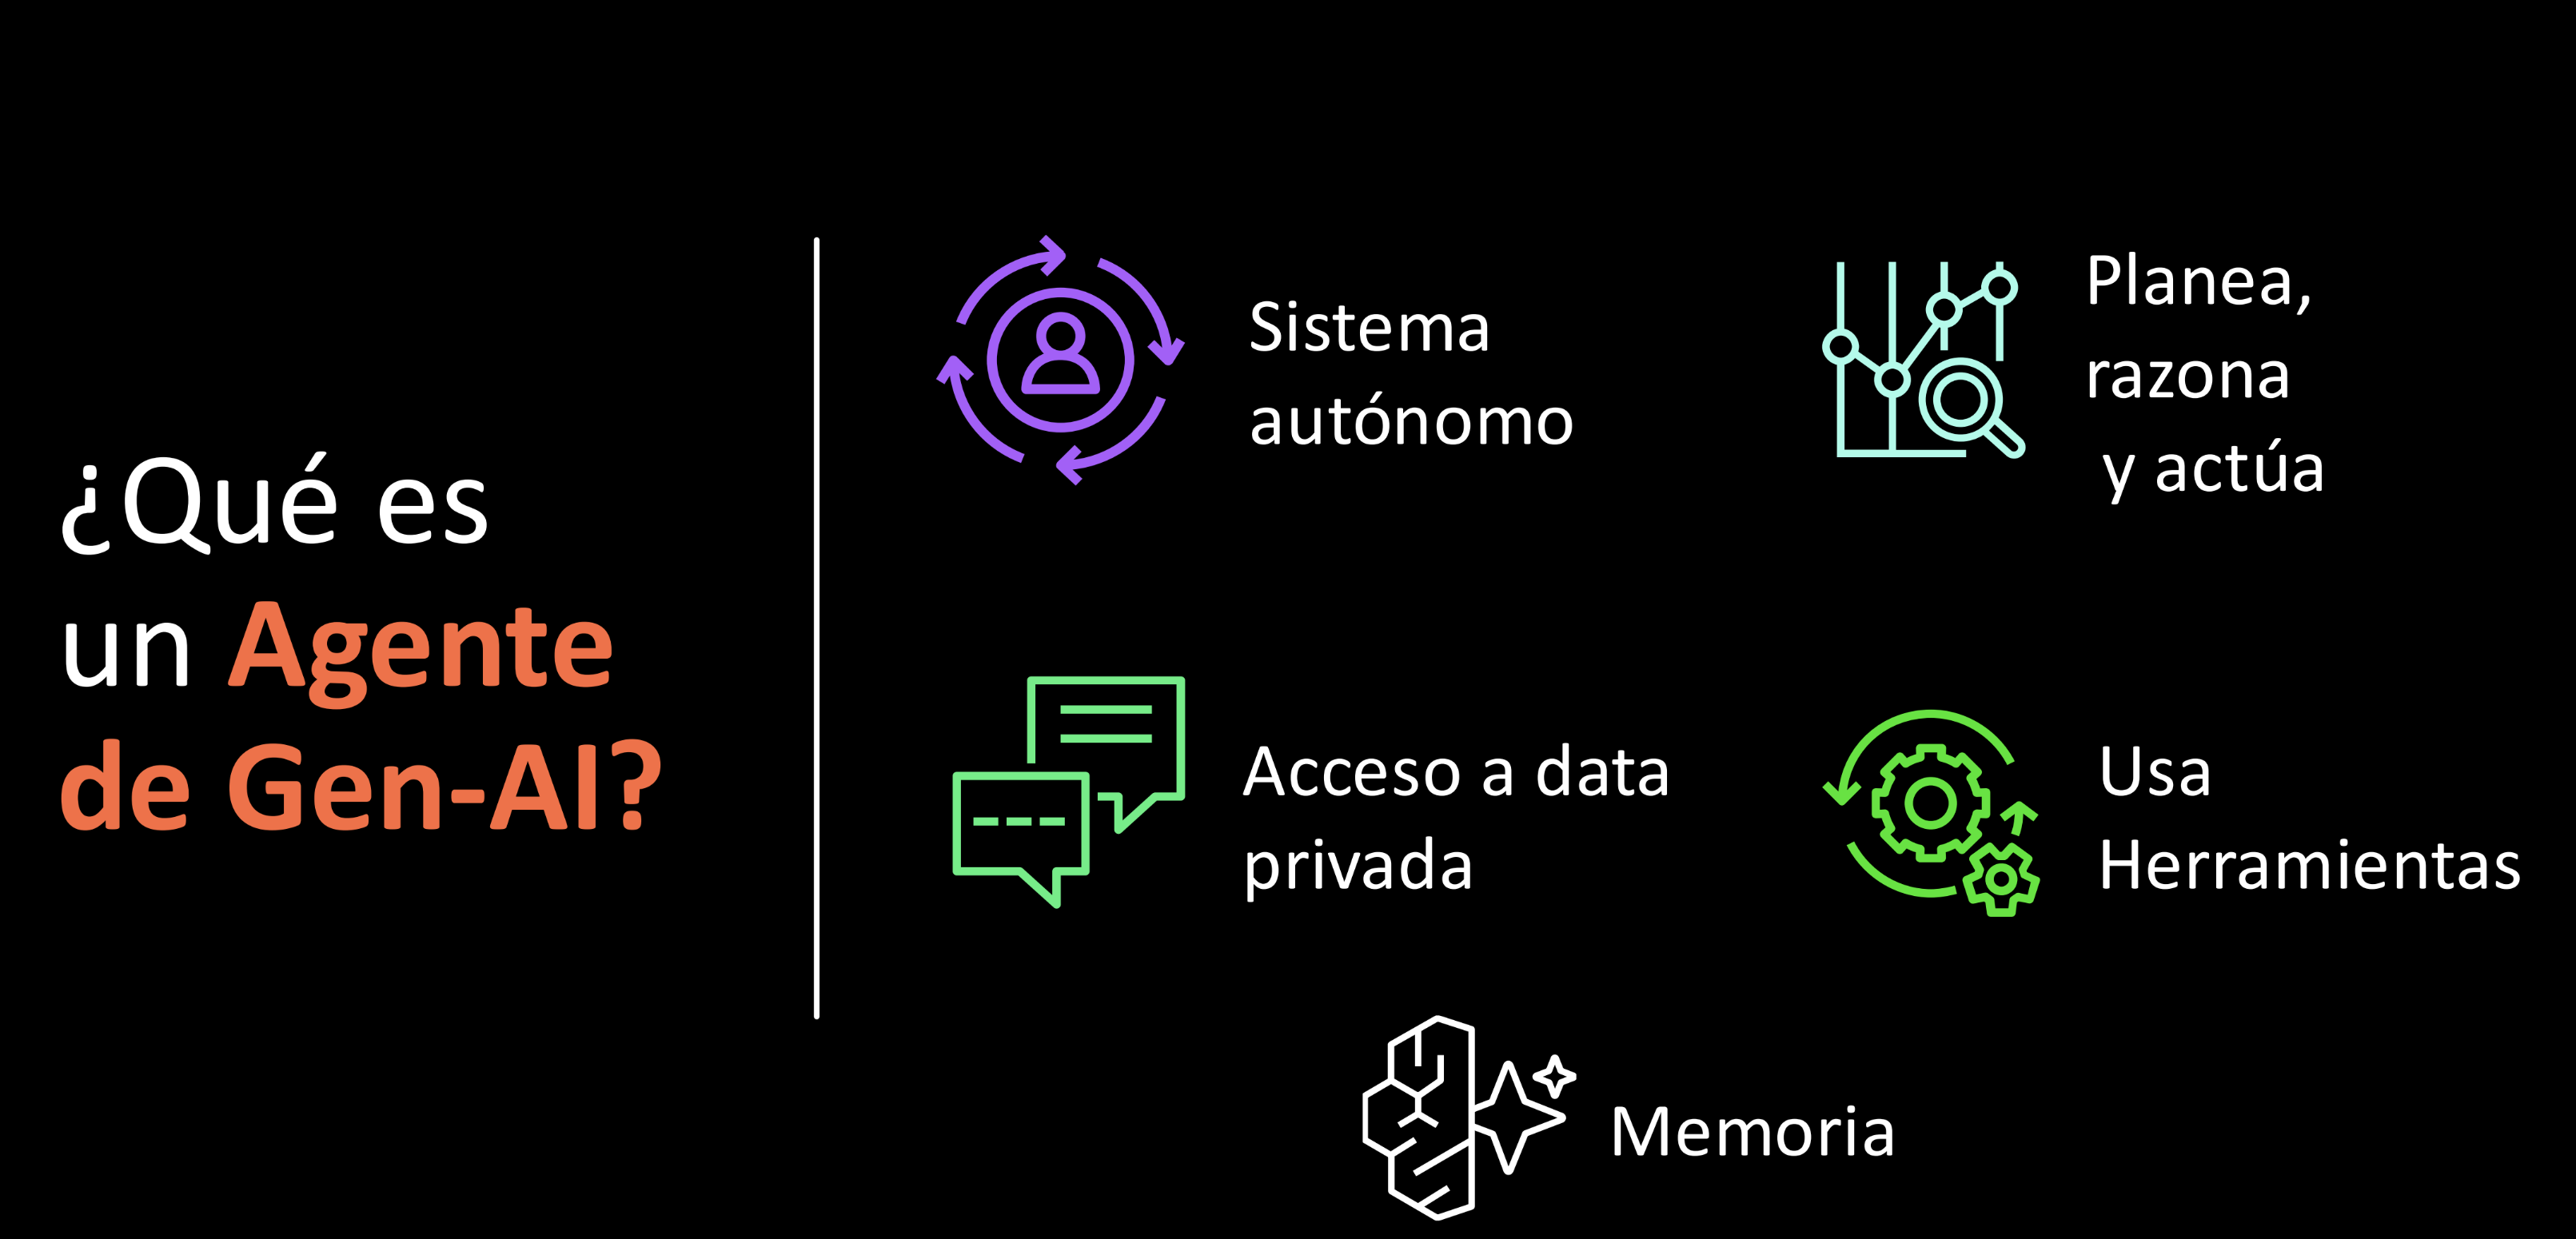 ¿Qué es
un Agente
de Gen-AI?
Sistema
autónomo
Planea,
razona
y actúa
Acceso a data
privada
Usa
Herramientas
Memoria